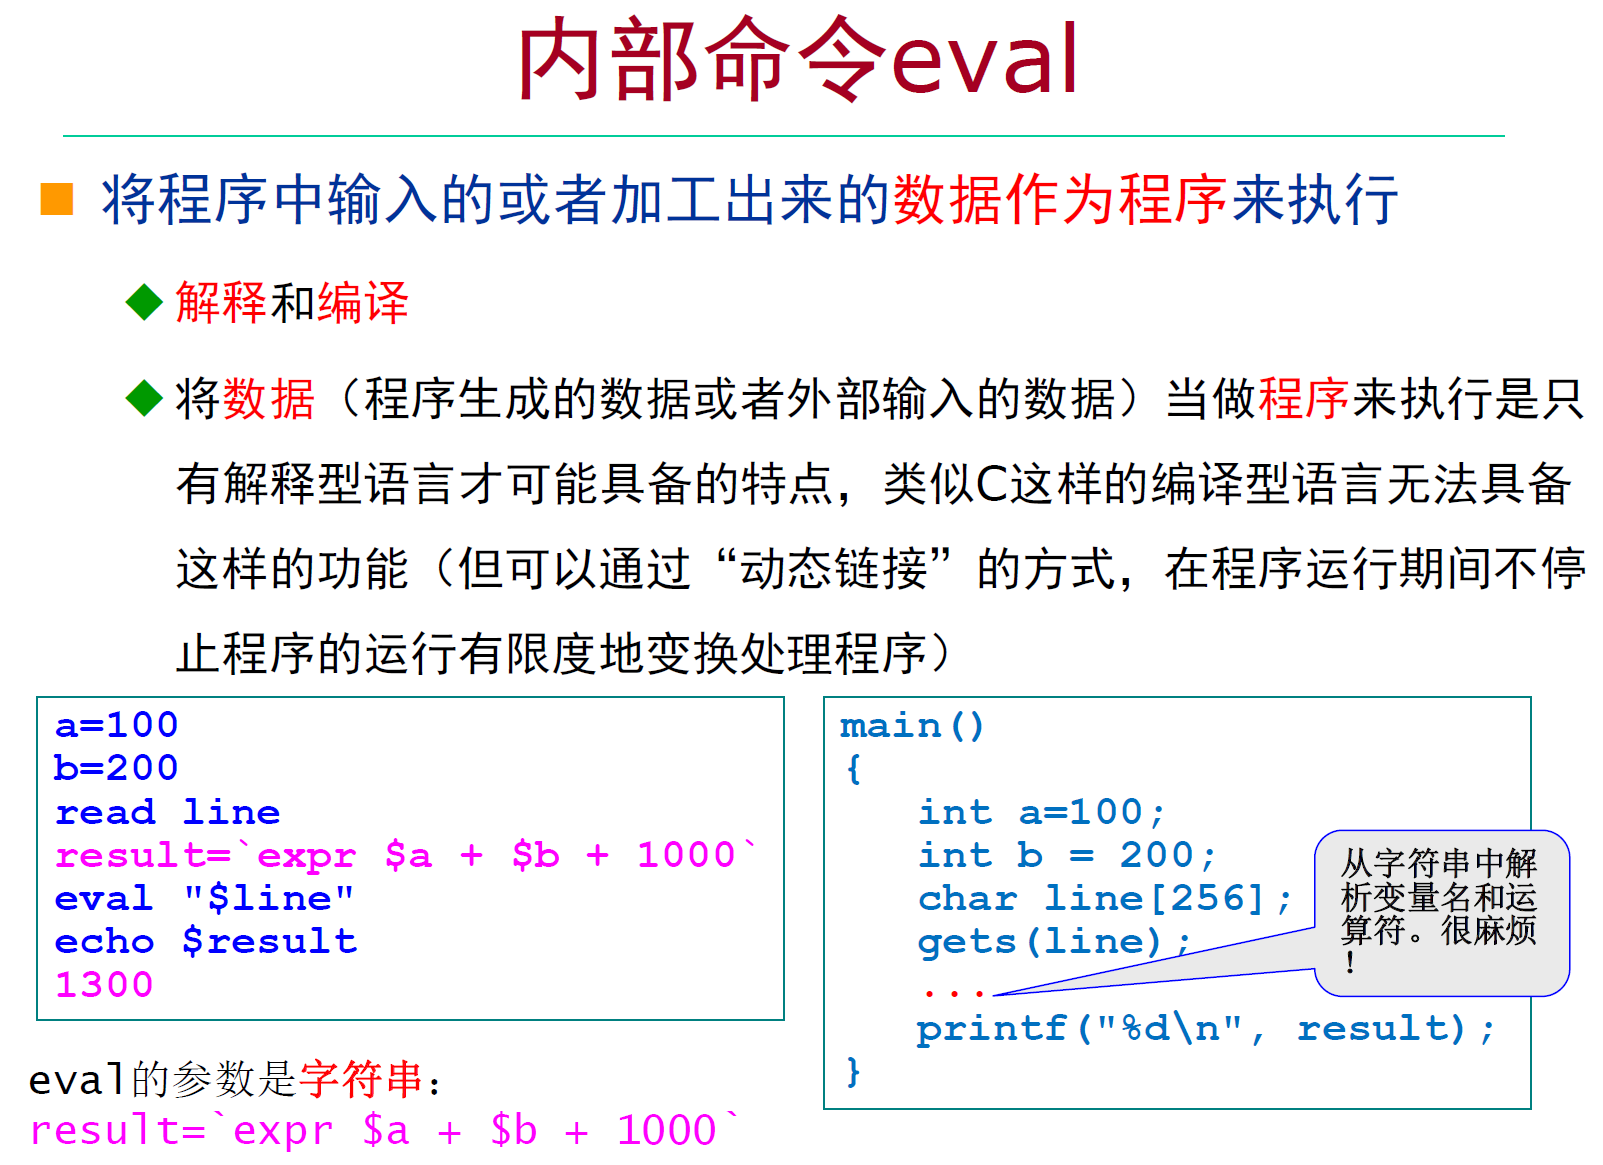 内部命令eval
将程序中输入的或者加工出来的数据作为程序来执行
解释和编译
将数据（程序生成的数据或者外部输入的数据）当做程序来执行是只
有解释型语言才可能具备的特点，类似C这样的编译型语言无法具备
这样的功能（但可以通过“动态链接”的方式，在程序运行期间不停
止程序的运行有限度地变换处理程序）
a=100
b=200
read line
result=`expr $a + $b + 1000`
eval "$line"
echo $result
1300
eval的参数是字符串：
result=`expr $a + $b + 1000`
main()
{
int a=100;
int b = 200;
char line[256];
gets(line);
...
printf("%d\n", result);
}
从字符串中解
析变量名和运
算符。很麻烦
！